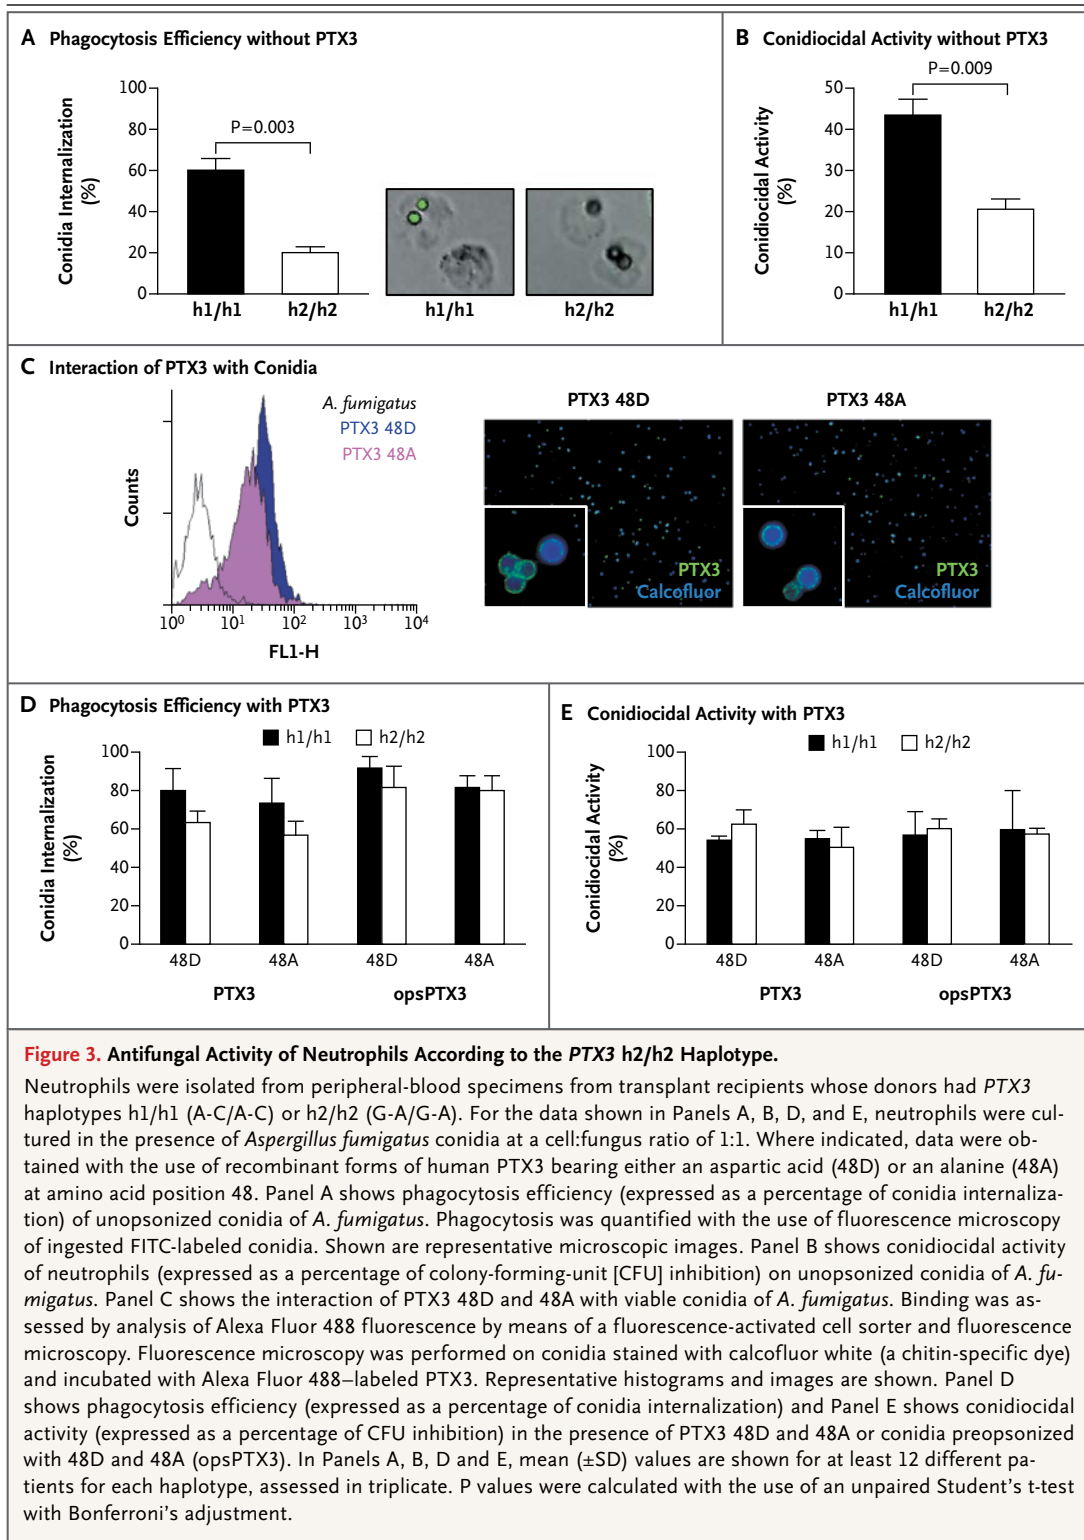 A Phagocytosis Efficiency without PTX3
Conidia Internalization
(%)
100
80
60
40
20
0
P=0.003
h1/h1
h2/h2
h1/h1
h2/h2
B Conidiocidal Activity without PTX3
Conidiocidal Activity
(%)
50
40
30
20
10
0
P=0.009
h1/h1
h2/h2
C Interaction of PTX3 with Conidia
Counts
A. fumigatus
PTX3 48D
PTX3 48A
10⁰
10¹
10²
10³
10⁴
FL1-H
PTX3 48D
PTX3
Calcofluor
PTX3 48A
PTX3
Calcofluor
D Phagocytosis Efficiency with PTX3
h1/h1
h2/h2
Conidia Internalization
(%)
100
80
60
40
20
0
48D
48A
48D
48A
PTX3
opsPTX3
E Conidiocidal Activity with PTX3
h1/h1
h2/h2
Conidiocidal Activity
(%)
100
80
60
40
20
0
48D
48A
48D
48A
PTX3
opsPTX3
Figure 3. Antifungal Activity of Neutrophils According to the PTX3 h2/h2 Haplotype.
Neutrophils were isolated from peripheral-blood specimens from transplant recipients whose donors had PTX3
haplotypes h1/h1 (A-C/A-C) or h2/h2 (G-A/G-A). For the data shown in Panels A, B, D, and E, neutrophils were cul-
tured in the presence of Aspergillus fumigatus conidia at a cell:fungus ratio of 1:1. Where indicated, data were ob-
tained with the use of recombinant forms of human PTX3 bearing either an aspartic acid (48D) or an alanine (48A)
at amino acid position 48. Panel A shows phagocytosis efficiency (expressed as a percentage of conidia internaliza-
tion) of unopsonized conidia of A. fumigatus. Phagocytosis was quantified with the use of fluorescence microscopy
of ingested FITC-labeled conidia. Shown are representative microscopic images. Panel B shows conidiocidal activity
of neutrophils (expressed as a percentage of colony-forming-unit [CFU] inhibition) on unopsonized conidia of A. fu-
migatus. Panel C shows the interaction of PTX3 48D and 48A with viable conidia of A. fumigatus. Binding was as-
sessed by analysis of Alexa Fluor 488 fluorescence by means of a fluorescence-activated cell sorter and fluorescence
microscopy. Fluorescence microscopy was performed on conidia stained with calcofluor white (a chitin-specific dye)
and incubated with Alexa Fluor 488–labeled PTX3. Representative histograms and images are shown. Panel D
shows phagocytosis efficiency (expressed as a percentage of conidia internalization) and Panel E shows conidiocidal
activity (expressed as a percentage of CFU inhibition) in the presence of PTX3 48D and 48A or conidia preopsonized
with 48D and 48A (opsPTX3). In Panels A, B, D and E, mean (±SD) values are shown for at least 12 different pa-
tients for each haplotype, assessed in triplicate. P values were calculated with the use of an unpaired Student’s t-test
with Bonferroni’s adjustment.